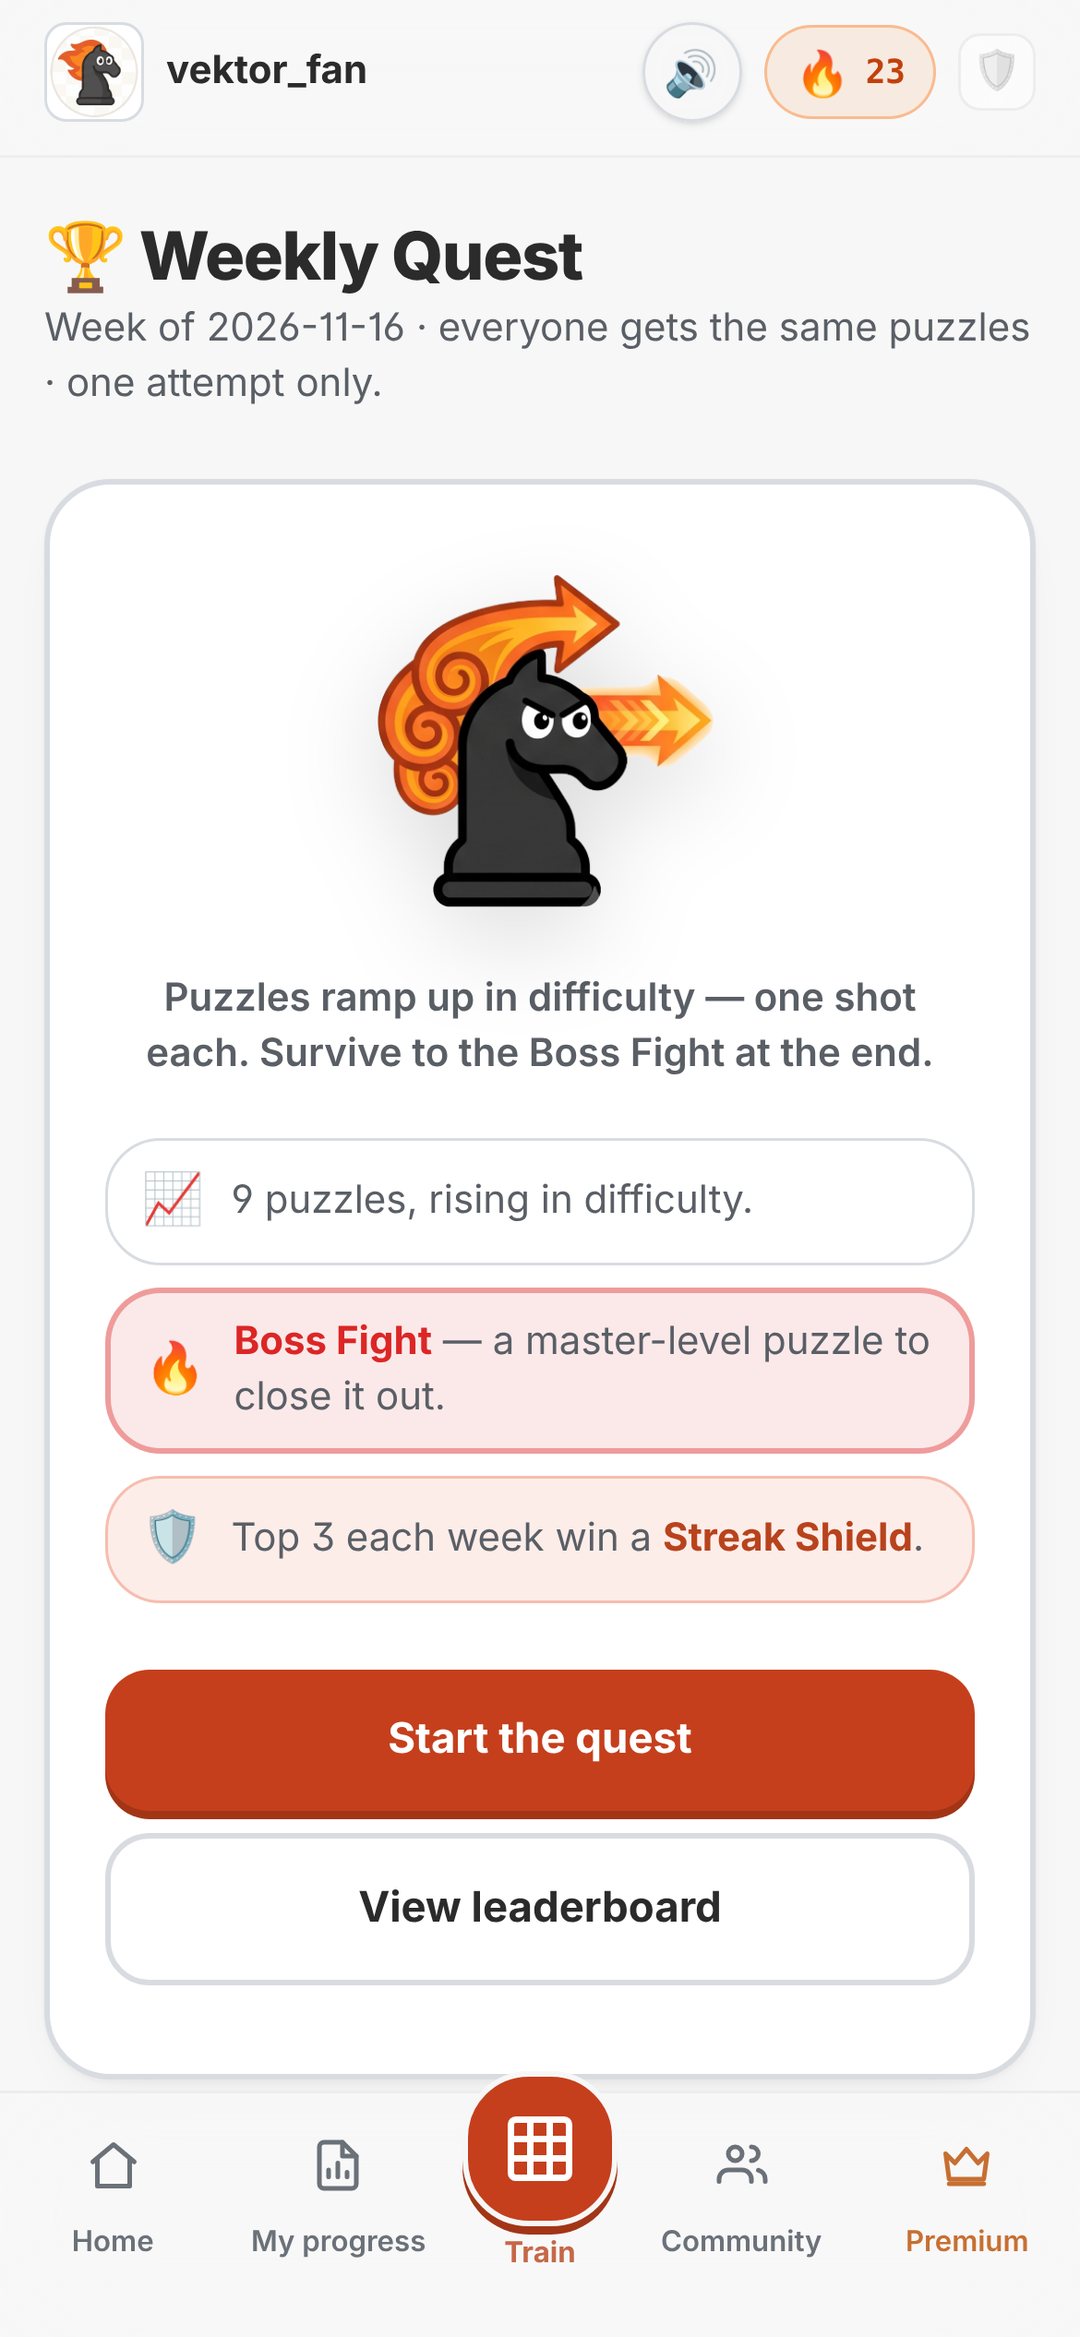 vektor_fan
23
Weekly Quest
Week of 2026-11-16 · everyone gets the same puzzles
· one attempt only.
Puzzles ramp up in difficulty — one shot
each. Survive to the Boss Fight at the end.
9 puzzles, rising in difficulty.
Boss Fight — a master-level puzzle to
close it out.
Top 3 each week win a Streak Shield.
Start the quest
View leaderboard
Home
My progress
Train
Community
Premium